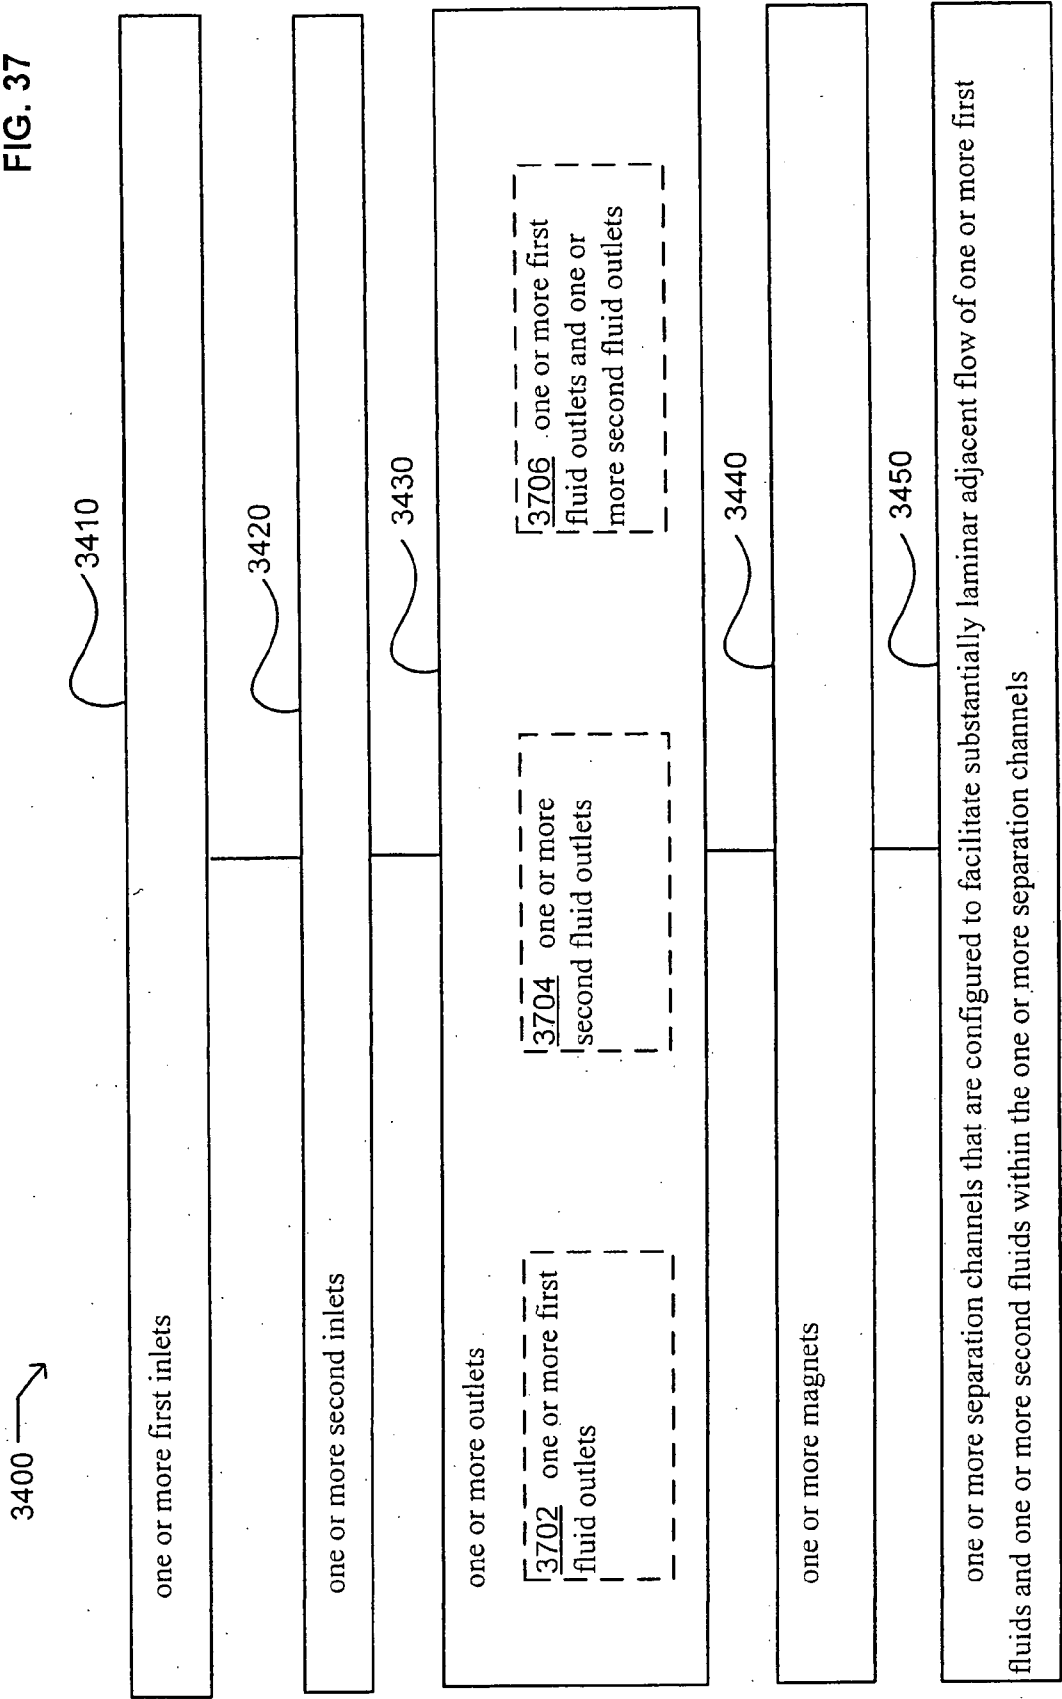 FIG. 37
3400
3410
one or more first inlets
3420
one or more second inlets
3430
one or more outlets
3702 one or more first
fluid outlets
3704 one or more
second fluid outlets
3706 one or more first
fluid outlets and one or
more second fluid outlets
3440
one or more magnets
3450
one or more separation channels that are configured to facilitate substantially laminar adjacent flow of one or more first
fluids and one or more second fluids within the one or more separation channels